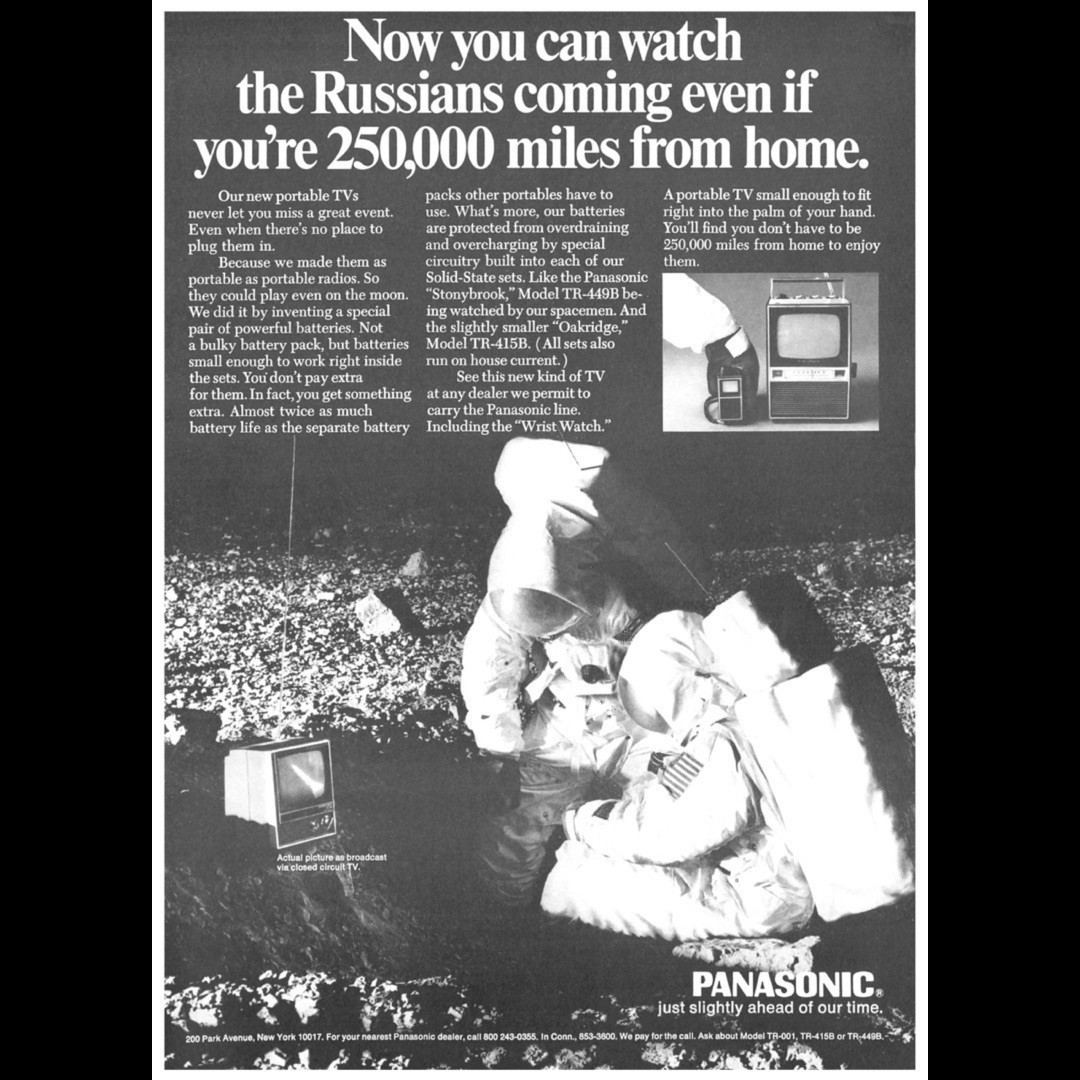 Now you can watch
the Russians coming even if
you're 250,000 miles from home.
Our new portable TVs
never let you miss a great event.
Even when there's no place to
plug them in.
Because we made them as
portable as portable radios. So
they could play even on the moon.
We did it by inventing a special
pair of powerful batteries. Not
a bulky battery pack, but batteries
small enough to work right inside
the sets. You don't pay extra
for them. In fact, you get something
extra. Almost twice as much
battery life as the separate battery
packs other portables have to
use. What's more, our batteries
are protected from overdraining
and overcharging by special
circuitry built into each of our
Solid-State sets. Like the Panasonic
“Stonybrook,” Model TR-449B be-
ing watched by our spacemen. And
the slightly smaller “Oakridge,”
Model TR-415B. (All sets also
run on house current.)
See this new kind of TV
at any dealer we permit to
carry the Panasonic line.
Including the “Wrist Watch.”
A portable TV small enough to fit
right into the palm of your hand.
You'll find you don't have to be
250,000 miles from home to enjoy
them.
Actual picture as broadcast
via closed circuit TV.
PANASONIC®
just slightly ahead of our time.
200 Park Avenue, New York 10017. For your nearest Panasonic dealer, call 800 243-0355. In Conn., 853-3600. We pay for the call. Ask about Model TR-001, TR-415B or TR-449B.